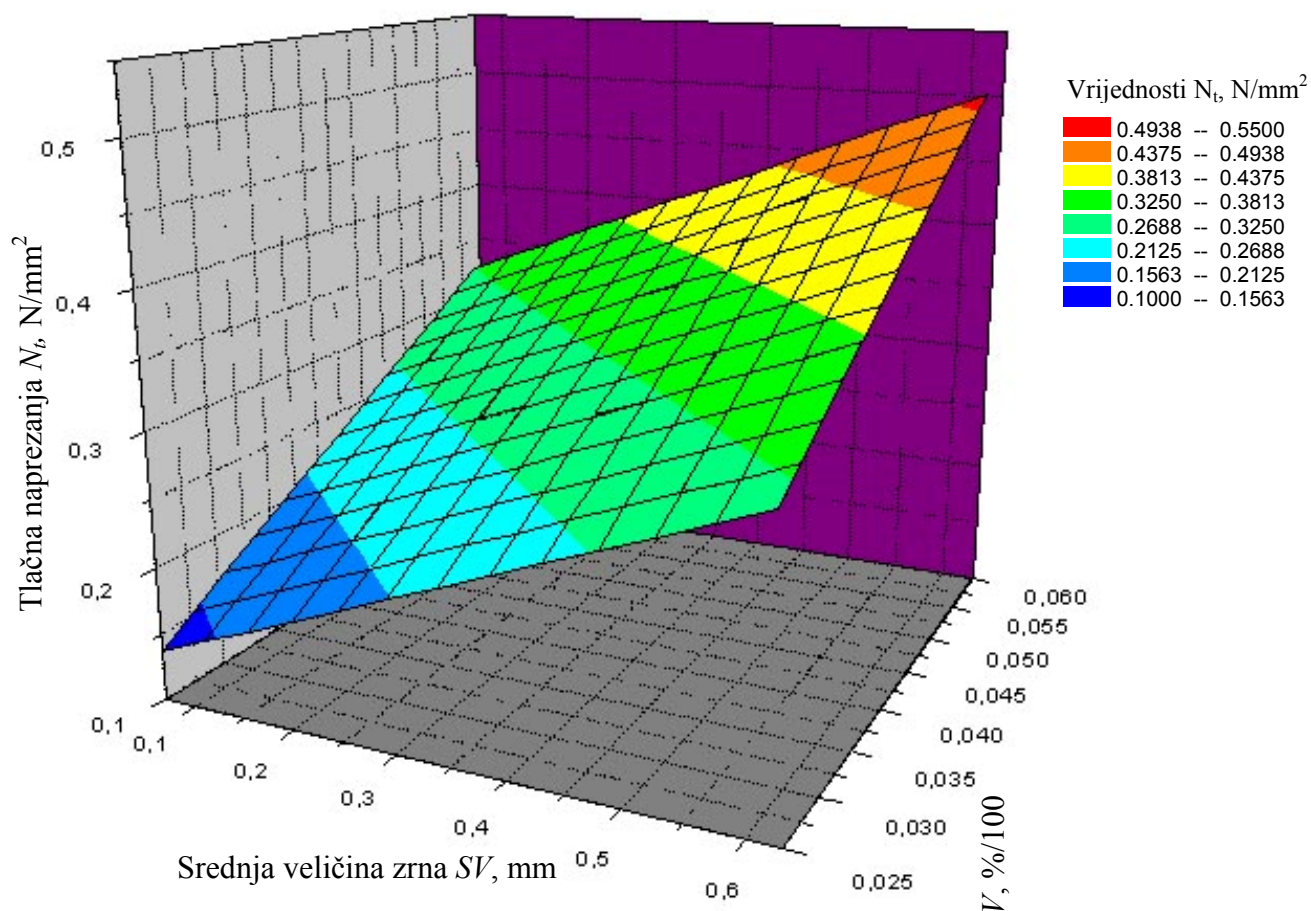 Vrijednosti Nt, N/mm2
0.4938 -- 0.5500
0.4375 -- 0.4938
0.3813 -- 0.4375
0.3250 -- 0.3813
0.2688 -- 0.3250
0.2125 -- 0.2688
0.1563 -- 0.2125
0.1000 -- 0.1563
Tlačna naprezanja Nt, N/mm2
0,5
0,4
0,3
0,2
0,1
0,1
0,2
0,3
0,4
0,5
0,6
Srednja veličina zrna SV, mm
0,060
0,055
0,050
0,045
0,040
0,035
0,030
0,025
V, %/100